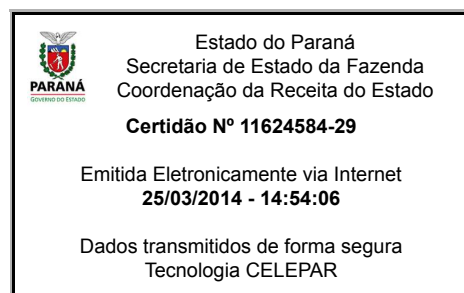 PARANÁ
GOVERNO DO ESTADO
Estado do Paraná
Secretaria de Estado da Fazenda
Coordenação da Receita do Estado
Certidão Nº 11624584-29
Emitida Eletronicamente via Internet
25/03/2014 - 14:54:06
Dados transmitidos de forma segura
Tecnologia CELEPAR